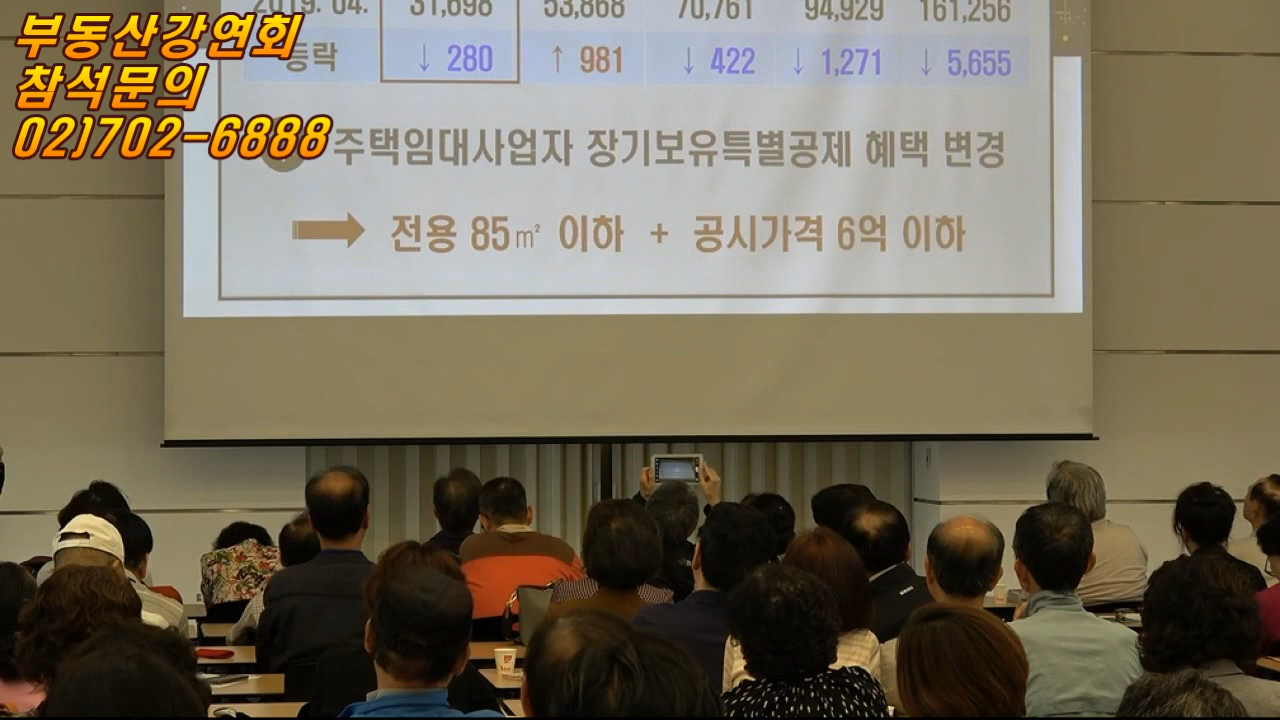 부동산강연회
참석문의
02)702-6888
2019. 04. 31,698 53,868 70,761 94,929 161,256
등락 ↓ 280 ↑ 981 ↓ 422 ↓ 1,271 ↓ 5,655
주택임대사업자 장기보유특별공제 혜택 변경
전용 85㎡ 이하 + 공시가격 6억 이하